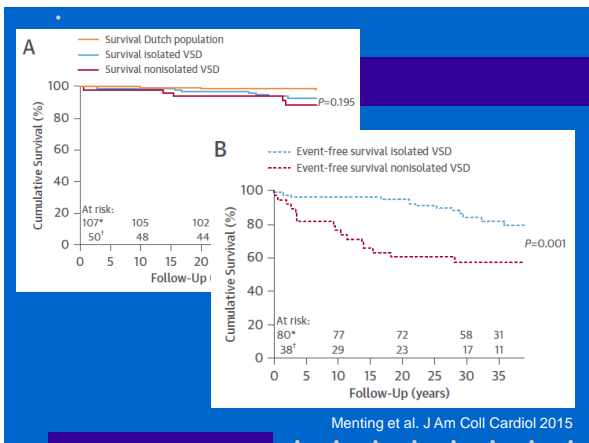 A
Survival Dutch population
Survival isolated VSD
Survival nonisolated VSD
Cumulative Survival (%)
100
80
60
40
20
0
P=0.195
At risk:
107* 105 102
50† 48 44
0 5 10 15 20
Follow-Up
B
Event-free survival isolated VSD
Event-free survival nonisolated VSD
Cumulative Survival (%)
100
80
60
40
20
0
P=0.001
At risk:
80* 77 72 58 31
38† 29 23 17 11
0 5 10 15 20 25 30 35
Follow-Up (years)
Menting et al. J Am Coll Cardiol 2015